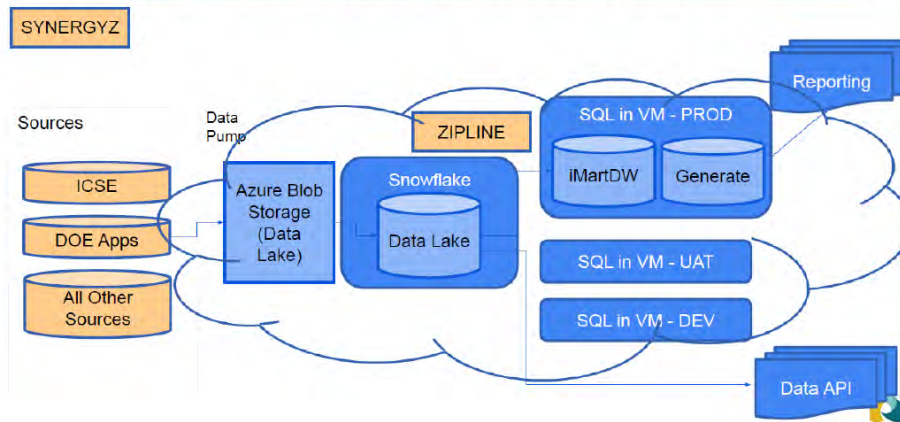 SYNERGYZ
Reporting
Sources
Data
Pump
ZIPLINE
SQL in VM - PROD
iMartDW
Generate
ICSE
DOE Apps
All Other
Sources
Azure Blob
Storage
(Data
Lake)
Snowflake
Data Lake
SQL in VM - UAT
SQL in VM - DEV
Data API